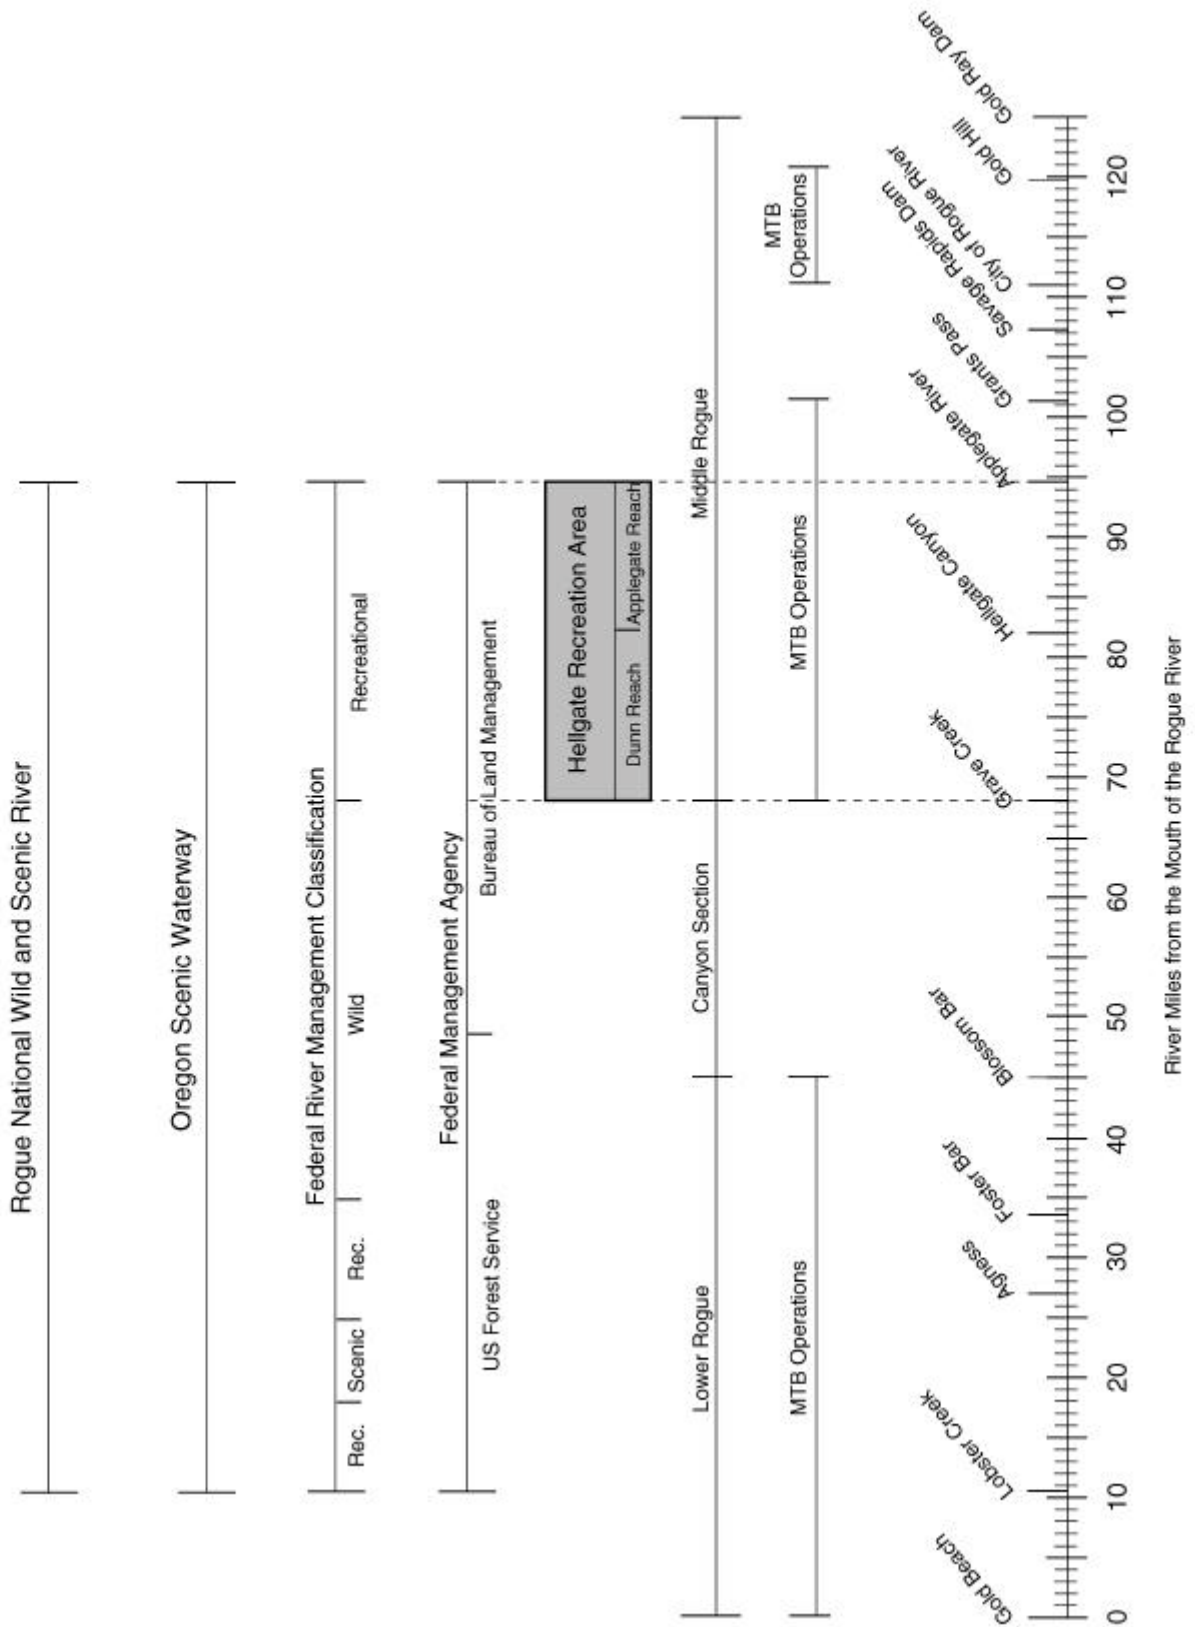 Rogue National Wild and Scenic River
Oregon Scenic Waterway
Federal River Management Classification
Rec.
Scenic
Rec.
Wild
Recreational
Federal Management Agency
US Forest Service
Bureau of Land Management
Hellgate Recreation Area
Dunn Reach
Applegate Reach
Lower Rogue
Canyon Section
Middle Rogue
MTB Operations
MTB Operations
MTB
Operations
Gold Beach
Lobster Creek
Agness
Foster Bar
Blossom Bar
Grave Creek
Hellgate Canyon
Applegate River
Grants Pass
Savage Rapids Dam
City of Rogue River
Gold Hill
Gold Ray Dam
0 10 20 30 40 50 60 70 80 90 100 110 120
River Miles from the Mouth of the Rogue River